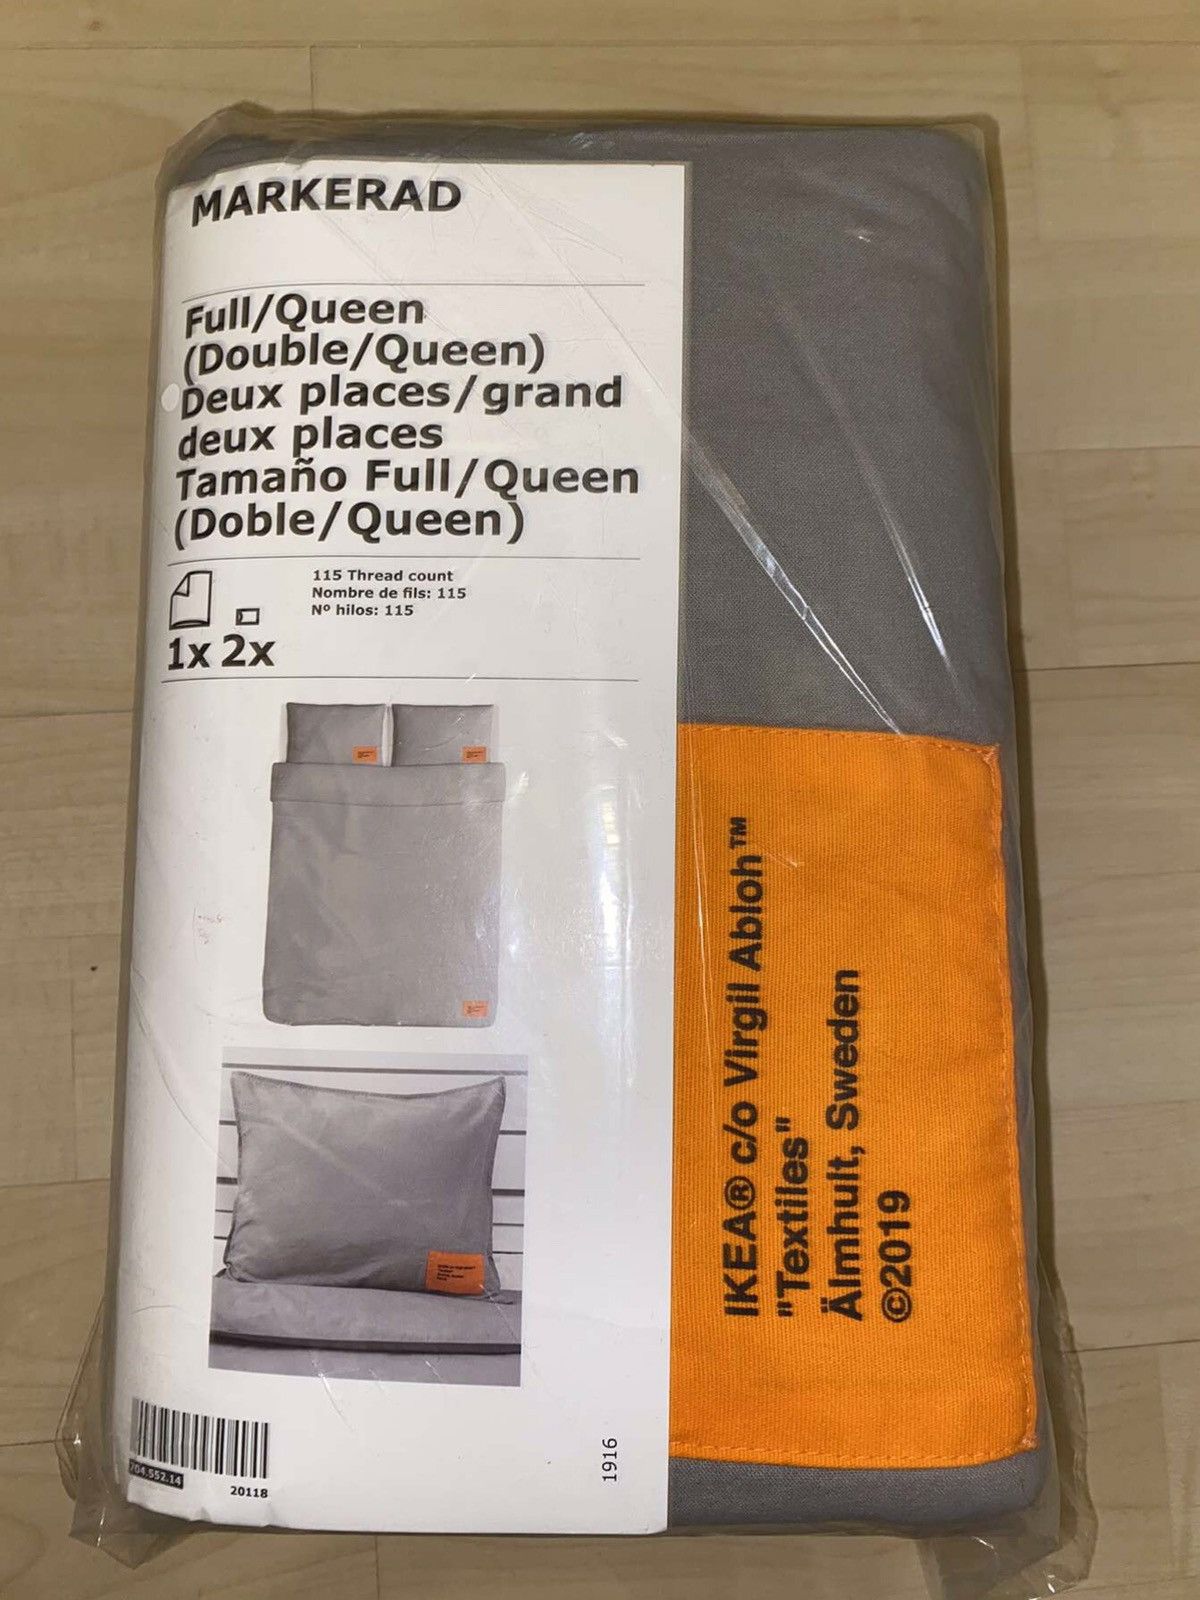 MARKERAD
Full/Queen
(Double/Queen)
Deux places/grand
deux places
Tamaño Full/Queen
(Doble/Queen)
115 Thread count
Nombre de fils: 115
Nº hilos: 115
1x 2x
704.552.14
20118
1916
IKEA® c/o Virgil Abloh™
"Textiles"
Älmhult, Sweden
©2019